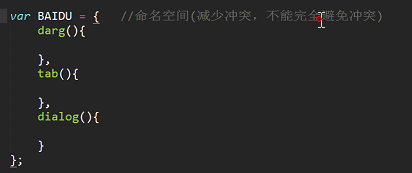 var BAIDU = {   //命名空间(减少冲突，不能完全避免冲突)
    darg(){

    },
    tab(){

    },
    dialog(){

    }
};